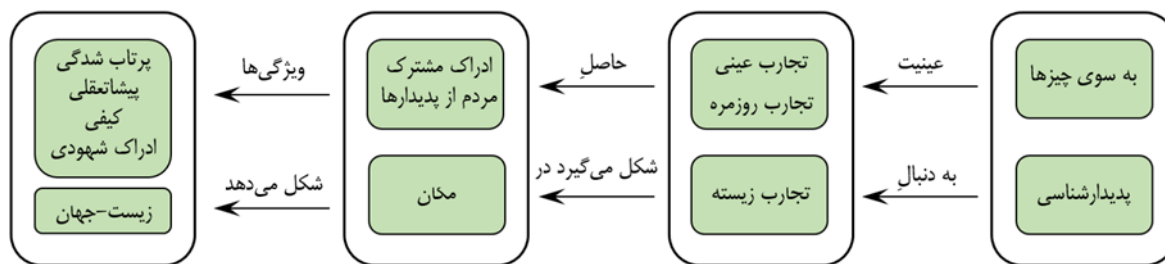 به سوی چیزها
عینیت
تجارب عینی
تجارب روزمره
حاصلِ
ادراک مشترک
مردم از پدیدارها
ویژگی‌ها
پرتاب شدگی
پیشاتعقلی
کیفی
ادراک شهودی
پدیدارشناسی
به دنبالِ
تجارب زیسته
شکل می‌گیرد در
مکان
شکل می‌دهد
زیست-جهان